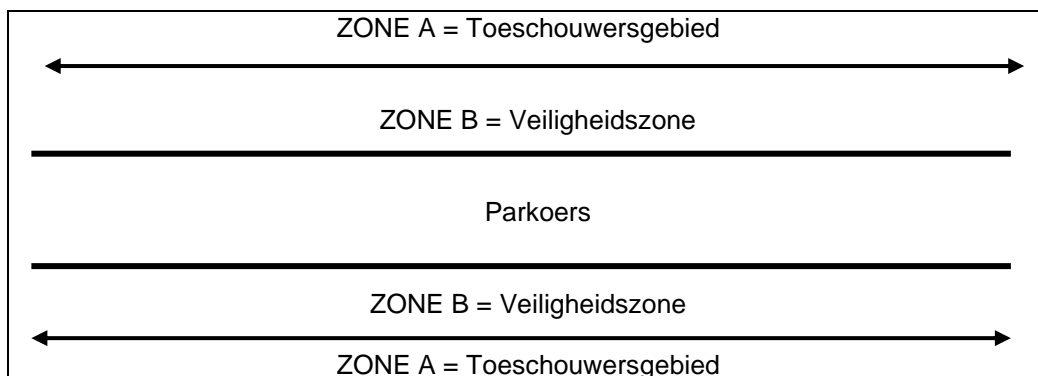 ZONE A = Toeschouwersgebied
ZONE B = Veiligheidszone
Parkoers
ZONE B = Veiligheidszone
ZONE A = Toeschouwersgebied